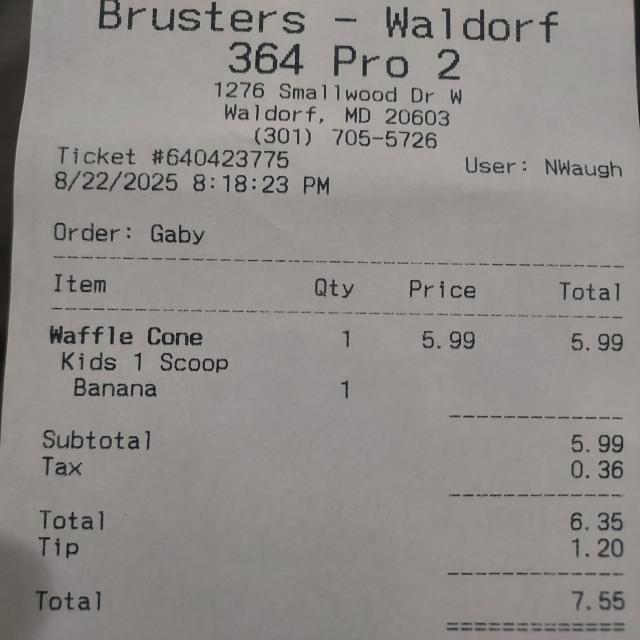 Brusters - Waldorf
364 Pro 2
1276 Smallwood Dr W
Waldorf, MD 20603
(301) 705-5726
Ticket #640423775 User: NWaugh
8/22/2025 8:18:23 PM
Order: Gaby
Item Qty Price Total
Waffle Cone 1 5.99 5.99
Kids 1 Scoop
Banana 1
Subtotal 5.99
Tax 0.36
Total 6.35
Tip 1.20
Total 7.55